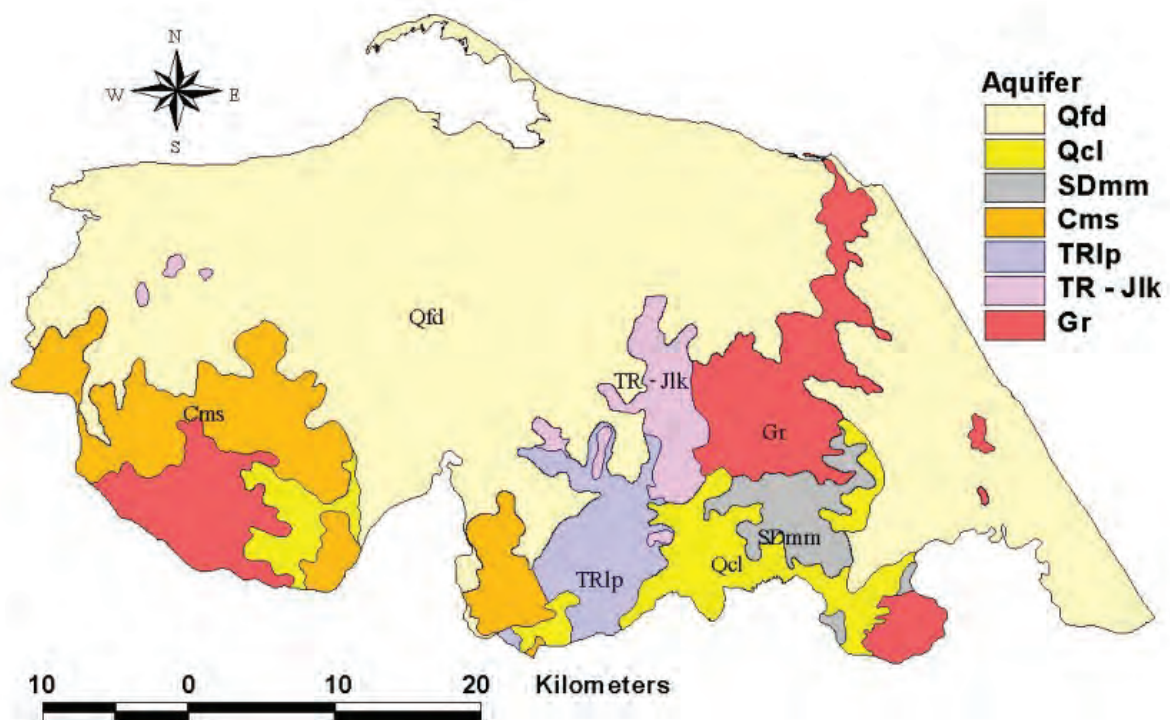 N
W E
S
Aquifer
Qfd
Qcl
SDmm
Cms
TRlp
TR - Jlk
Gr
Qfd
TR - Jlk
Cms
Gr
SDmm
Qcl
TRlp
10 0 10 20 Kilometers